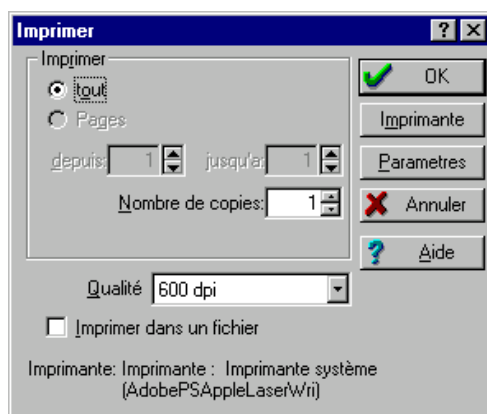 Imprimer
Imprimer
tout
Pages
depuis: 1 jusqu'a: 1
Nombre de copies: 1
OK
Imprimante
Parametres
Annuler
Aide
Qualité 600 dpi
Imprimer dans un fichier
Imprimante: Imprimante : Imprimante système
(AdobePSAppleLaserWri)